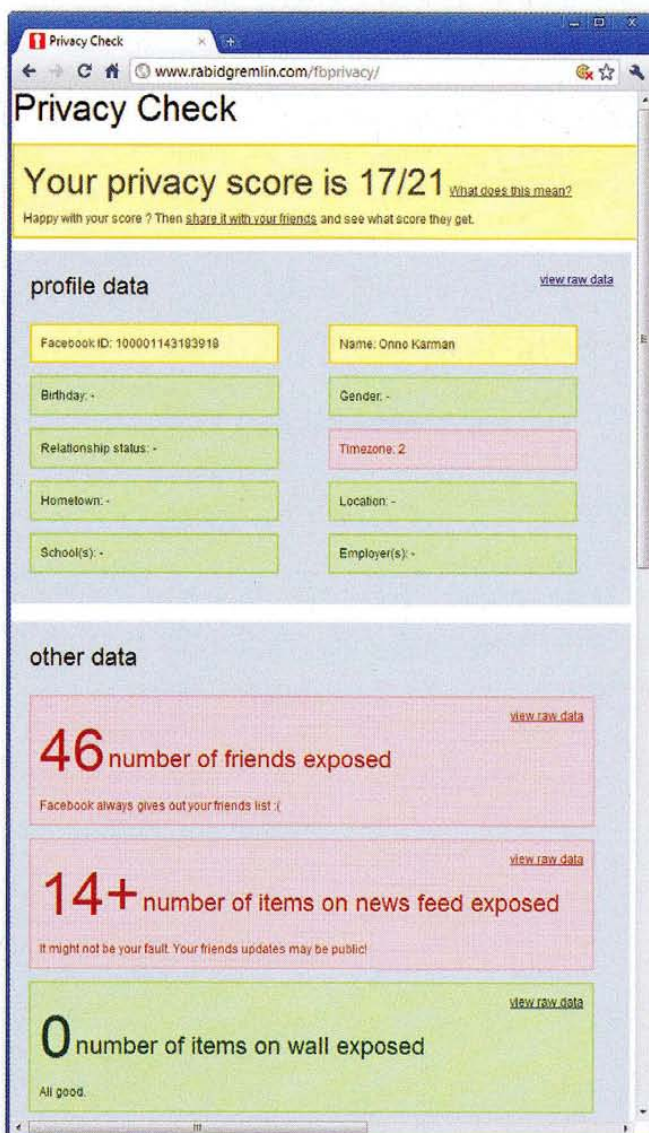 Privacy Check
www.rabidgremlin.com/fbprivacy/
Privacy Check
Your privacy score is 17/21 What does this mean?
Happy with your score ? Then share it with your friends and see what score they get.
profile data
view raw data
Facebook ID: 100001143183918
Name: Onno Karman
Birthday: -
Gender: -
Relationship status: -
Timezone: 2
Hometown: -
Location: -
School(s): -
Employer(s): -
other data
view raw data
46 number of friends exposed
Facebook always gives out your friends list :(
view raw data
14+ number of items on news feed exposed
It might not be your fault. Your friends updates may be public!
view raw data
0 number of items on wall exposed
All good.